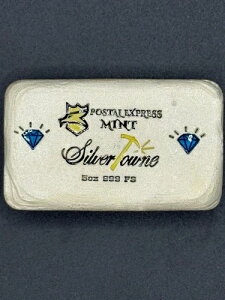 POSTAL EXPRESS
MINT
SilverTowne
5oz 999 FS